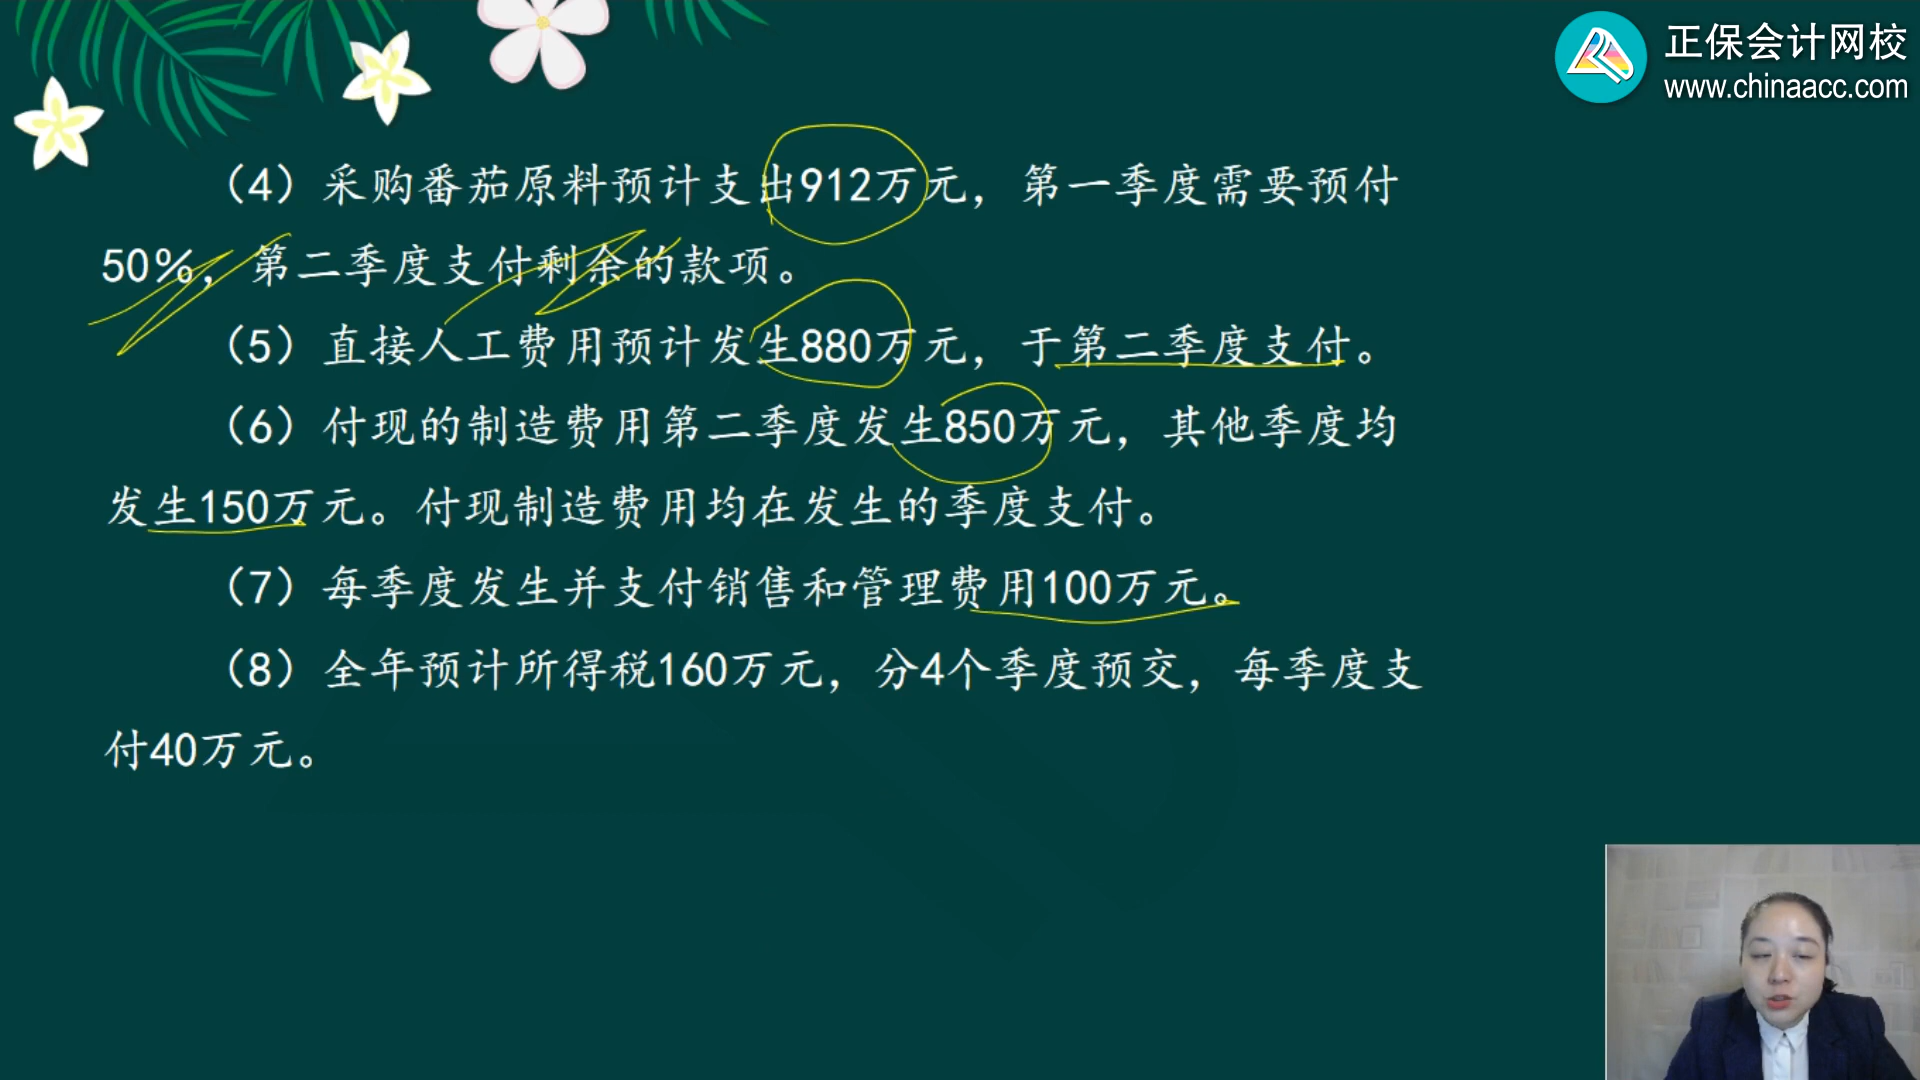 正保会计网校
www.chinaacc.com
（4）采购番茄原料预计支出912万元，第一季度需要预付
50%，第二季度支付剩余的款项。
（5）直接人工费用预计发生880万元，于第二季度支付。
（6）付现的制造费用第二季度发生850万元，其他季度均
发生150万元。付现制造费用均在发生的季度支付。
（7）每季度发生并支付销售和管理费用100万元。
（8）全年预计所得税160万元，分4个季度预交，每季度支
付40万元。